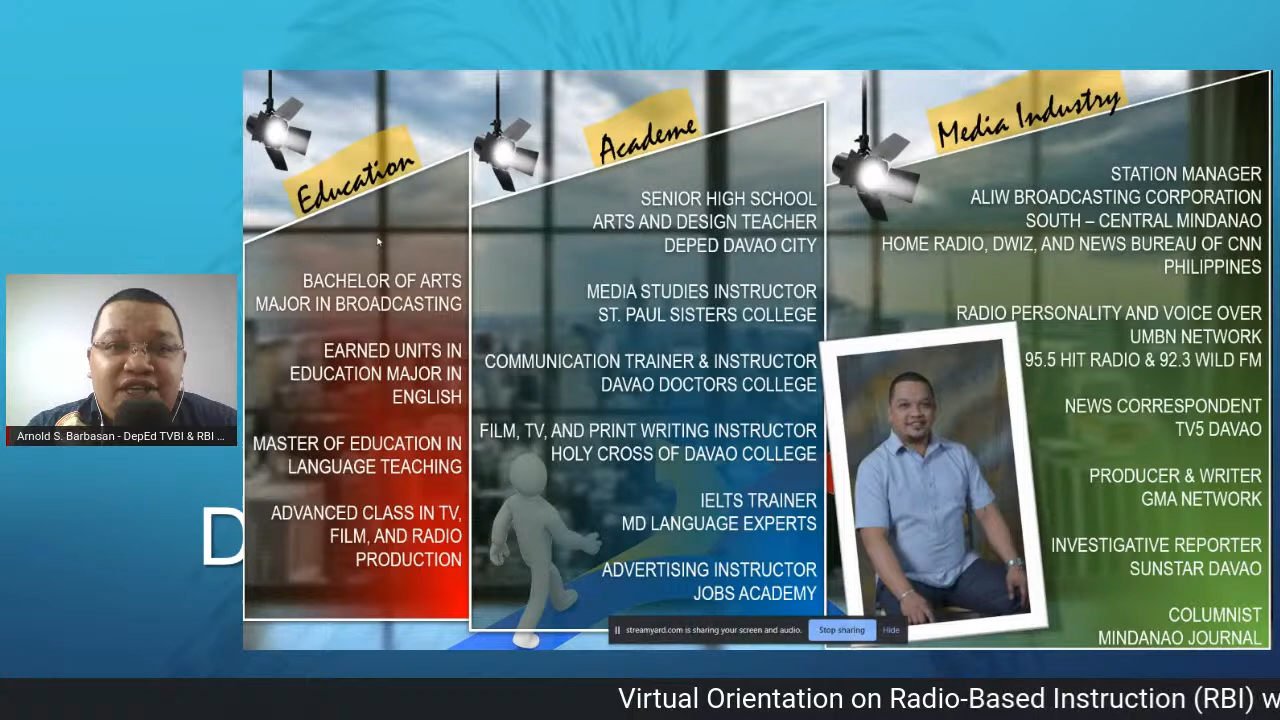 Education
BACHELOR OF ARTS
MAJOR IN BROADCASTING
EARNED UNITS IN
EDUCATION MAJOR IN
ENGLISH
MASTER OF EDUCATION IN
LANGUAGE TEACHING
ADVANCED CLASS IN TV,
FILM, AND RADIO
PRODUCTION
Academe
SENIOR HIGH SCHOOL
ARTS AND DESIGN TEACHER
DEPED DAVAO CITY
MEDIA STUDIES INSTRUCTOR
ST. PAUL SISTERS COLLEGE
COMMUNICATION TRAINER & INSTRUCTOR
DAVAO DOCTORS COLLEGE
FILM, TV, AND PRINT WRITING INSTRUCTOR
HOLY CROSS OF DAVAO COLLEGE
IELTS TRAINER
MD LANGUAGE EXPERTS
ADVERTISING INSTRUCTOR
JOBS ACADEMY
Media Industry
STATION MANAGER
ALIW BROADCASTING CORPORATION
SOUTH – CENTRAL MINDANAO
HOME RADIO, DWIZ, AND NEWS BUREAU OF CNN
PHILIPPINES
RADIO PERSONALITY AND VOICE OVER
UMBN NETWORK
95.5 HIT RADIO & 92.3 WILD FM
NEWS CORRESPONDENT
TV5 DAVAO
PRODUCER & WRITER
GMA NETWORK
INVESTIGATIVE REPORTER
SUNSTAR DAVAO
COLUMNIST
MINDANAO JOURNAL
Arnold S. Barbasan - DepEd TVBI & RBI ...
D
streamyard.com is sharing your screen and audio. Stop sharing Hide
Virtual Orientation on Radio-Based Instruction (RBI) w